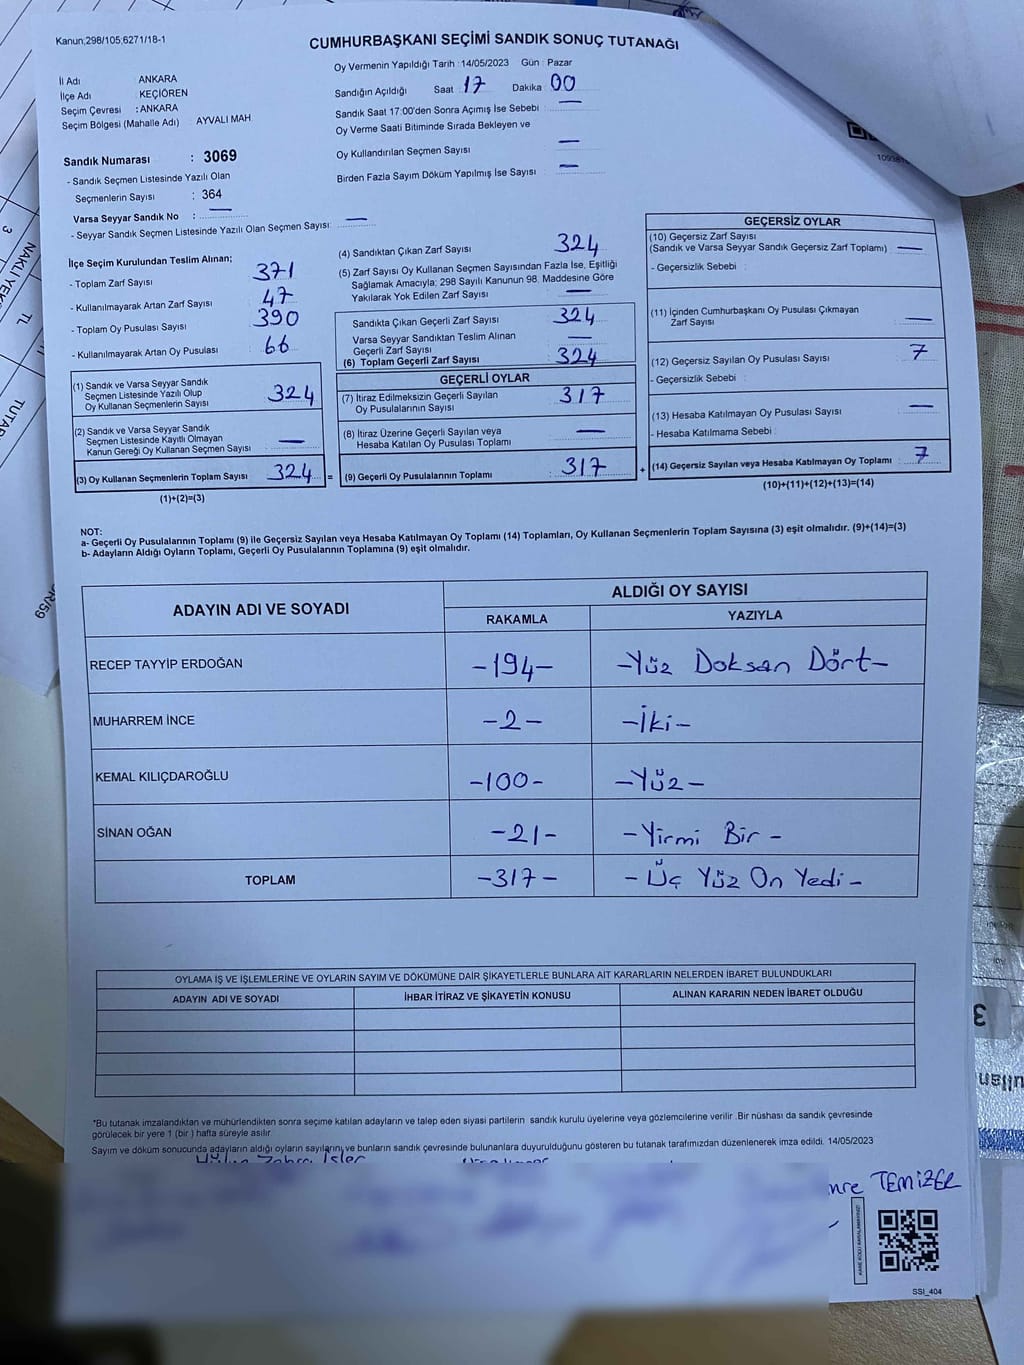 Kanun;298/105;6271/18-1
CUMHURBAŞKANI SEÇİMİ SANDIK SONUÇ TUTANAĞI
İl Adı : ANKARA
İlçe Adı : KEÇİÖREN
Seçim Çevresi : ANKARA
Seçim Bölgesi (Mahalle Adı) : AYVALI MAH
Oy Vermenin Yapıldığı Tarih : 14/05/2023 Gün : Pazar
Sandığın Açıldığı Saat : 17 Dakika : 00
Sandık Saat 17:00'den Sonra Açımış İse Sebebi : —
Oy Verme Saati Bitiminde Sırada Bekleyen ve
Oy Kullandırılan Seçmen Sayısı —
Birden Fazla Sayım Döküm Yapılmış İse Sayısı : —
Sandık Numarası : 3069
- Sandık Seçmen Listesinde Yazılı Olan
Seçmenlerin Sayısı : 364
Varsa Seyyar Sandık No : —
- Seyyar Sandık Seçmen Listesinde Yazılı Olan Seçmen Sayısı: —
İlçe Seçim Kurulundan Teslim Alınan;
- Toplam Zarf Sayısı 371
- Kullanılmayarak Artan Zarf Sayısı 47
- Toplam Oy Pusulası Sayısı 390
- Kullanılmayarak Artan Oy Pusulası 66
(1) Sandık ve Varsa Seyyar Sandık
Seçmen Listesinde Yazılı Olup
Oy Kullanan Seçmenlerin Sayısı 324
(2) Sandık ve Varsa Seyyar Sandık
Seçmen Listesinde Kayıtlı Olmayan
Kanun Gereği Oy Kullanan Seçmen Sayısı —
(3) Oy Kullanan Seçmenlerin Toplam Sayısı 324 =
(1)+(2)=(3)
(4) Sandıktan Çıkan Zarf Sayısı 324
(5) Zarf Sayısı Oy Kullanan Seçmen Sayısından Fazla İse, Eşitliği
Sağlamak Amacıyla; 298 Sayılı Kanunun 98. Maddesine Göre
Yakılarak Yok Edilen Zarf Sayısı —
Sandıkta Çıkan Geçerli Zarf Sayısı 324
Varsa Seyyar Sandıktan Teslim Alınan
Geçerli Zarf Sayısı —
(6) Toplam Geçerli Zarf Sayısı 324
GEÇERLİ OYLAR
(7) İtiraz Edilmeksizin Geçerli Sayılan
Oy Pusulalarının Sayısı 317
(8) İtiraz Üzerine Geçerli Sayılan veya
Hesaba Katılan Oy Pusulası Toplamı —
(9) Geçerli Oy Pusulalarının Toplamı 317 +
GEÇERSİZ OYLAR
(10) Geçersiz Zarf Sayısı
(Sandık ve Varsa Seyyar Sandık Geçersiz Zarf Toplamı) —
- Geçersizlik Sebebi :
(11) İçinden Cumhurbaşkanı Oy Pusulası Çıkmayan
Zarf Sayısı —
(12) Geçersiz Sayılan Oy Pusulası Sayısı 7
- Geçersizlik Sebebi :
(13) Hesaba Katılmayan Oy Pusulası Sayısı —
- Hesaba Katılmama Sebebi :
(14) Geçersiz Sayılan veya Hesaba Katılmayan Oy Toplamı : 7
(10)+(11)+(12)+(13)=(14)
NOT:
a- Geçerli Oy Pusulalarının Toplamı (9) ile Geçersiz Sayılan veya Hesaba Katılmayan Oy Toplamı (14) Toplamları, Oy Kullanan Seçmenlerin Toplam Sayısına (3) eşit olmalıdır. (9)+(14)=(3)
b- Adayların Aldığı Oyların Toplamı, Geçerli Oy Pusulalarının Toplamına (9) eşit olmalıdır.
ADAYIN ADI VE SOYADI ALDIĞI OY SAYISI
RAKAMLA YAZIYLA
RECEP TAYYİP ERDOĞAN -194- -Yüz Doksan Dört-
MUHARREM İNCE -2- -İki-
KEMAL KILIÇDAROĞLU -100- -Yüz-
SİNAN OĞAN -21- -Yirmi Bir -
TOPLAM -317- - Üç Yüz On Yedi -
OYLAMA İŞ VE İŞLEMLERİNE VE OYLARIN SAYIM VE DÖKÜMÜNE DAİR ŞİKAYETLERLE BUNLARA AİT KARARLARIN NELERDEN İBARET BULUNDUKLARI
ADAYIN ADI VE SOYADI İHBAR İTİRAZ VE ŞİKAYETİN KONUSU ALINAN KARARIN NEDEN İBARET OLDUĞU
*Bu tutanak imzalandıktan ve mühürlendikten sonra seçime katılan adayların ve talep eden siyasi partilerin sandık kurulu üyelerine veya gözlemcilerine verilir .Bir nüshası da sandık çevresinde
görülecek bir yere 1 (bir ) hafta süreyle asılır
Sayım ve döküm sonucunda adayların aldığı oyların sayılarını ve bunların sandık çevresinde bulunanlara duyurulduğunu gösteren bu tutanak tarafımızdan düzenlenerek imza edildi. 14/05/2023
TEMİZEL
SSI_404
NAKLİ YEK
TL
3